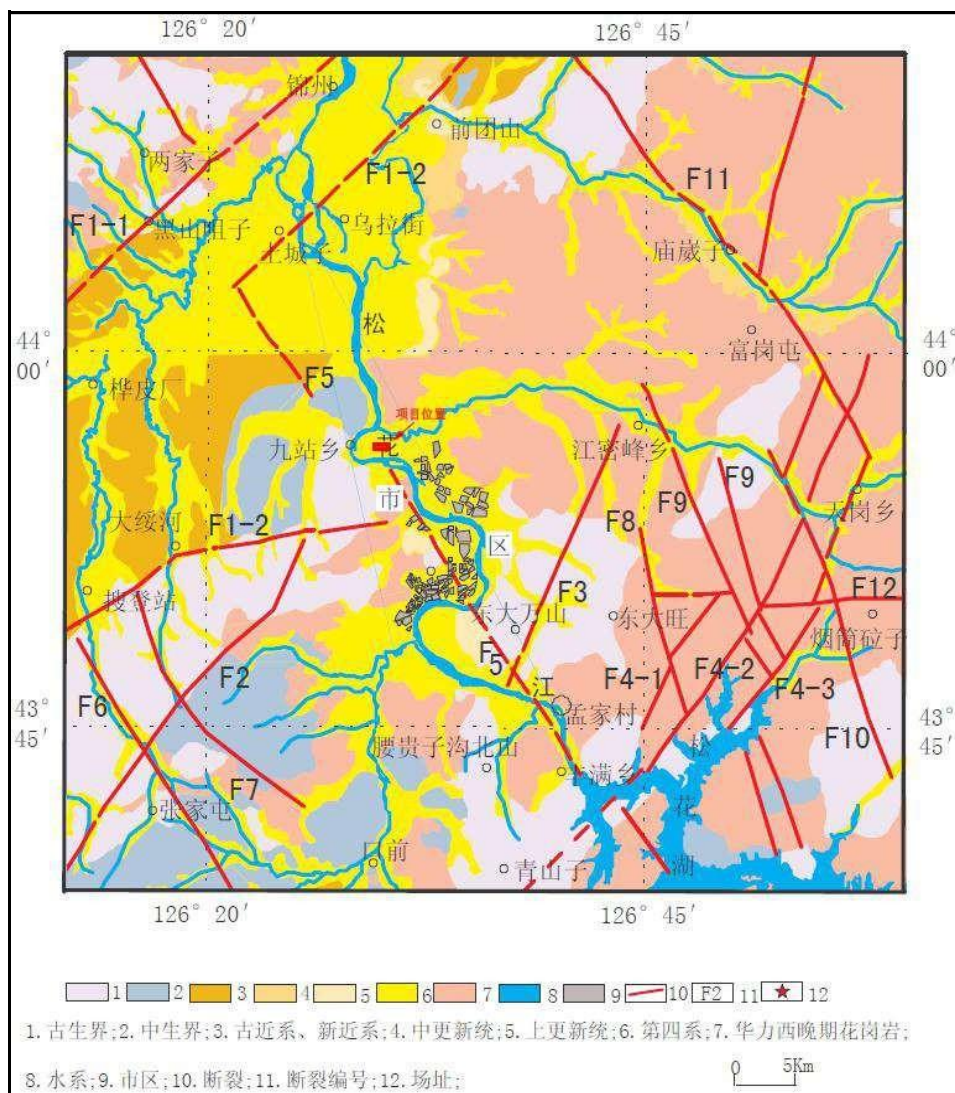 126° 20′
126° 45′
锦州
前团山
两家子
F1-2
F11
F1-1
黑山咀子
乌拉街
土城子
庙崴子
松
44°
00′
44°
00′
富岗屯
桦皮厂
F5
项目位置
九站乡
花
江密峰乡
F9
F9
市
天岗乡
大绥河
F1-2
F8
区
F3
F12
搜登站
东大万山
东大旺
烟筒砬子
F5
F2
F4-1
F4-2
F4-3
江
F6
43°
45′
孟家村
43°
45′
松
F10
腰贵子沟北山
丰满乡
F7
张家屯
花
口前
青山子
湖
126° 20′
126° 45′
1 2 3 4 5 6 7 8 9 10 F2 11 12
1.古生界;2.中生界;3.古近系、新近系;4.中更新统;5.上更新统;6.第四系;7.华力西晚期花岗岩;
8.水系;9.市区;10.断裂;11.断裂编号;12.场址;
0 5Km